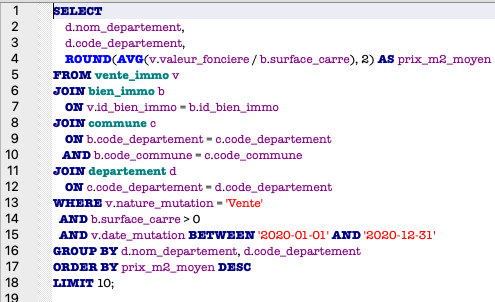 1 SELECT
2 d.nom_departement,
3 d.code_departement,
4 ROUND(AVG(v.valeur_fonciere / b.surface_carre), 2) AS prix_m2_moyen
5 FROM vente_immo v
6 JOIN bien_immo b
7 ON v.id_bien_immo = b.id_bien_immo
8 JOIN commune c
9 ON b.code_departement = c.code_departement
10 AND b.code_commune = c.code_commune
11 JOIN departement d
12 ON c.code_departement = d.code_departement
13 WHERE v.nature_mutation = 'Vente'
14 AND b.surface_carre > 0
15 AND v.date_mutation BETWEEN '2020-01-01' AND '2020-12-31'
16 GROUP BY d.nom_departement, d.code_departement
17 ORDER BY prix_m2_moyen DESC
18 LIMIT 10;
19